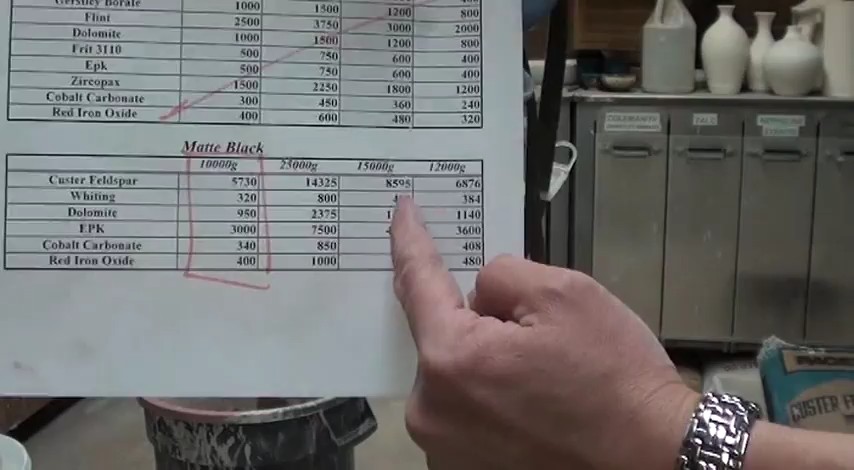 Gerstley Borate 1000 1500 1200 800
Flint 2500 3750 3000 2000
Dolomite 1000 1500 1200 800
Frit 3110 500 750 600 400
Epk 500 750 600 400
Zircopax 1500 2250 1800 1200
Cobalt Carbonate 300 450 360 240
Red Iron Oxide 400 600 480 320
Matte Black
10000g 25000g 15000g 12000g
Custer Feldspar 5730 14325 8595 6876
Whiting 320 800 384
Dolomite 950 2375 1140
EPK 3000 7500 3600
Cobalt Carbonate 340 850 408
Red Iron Oxide 400 1000 480
COLEMANITE
TALC
NEPHELINE
SYENITE
CUSTER